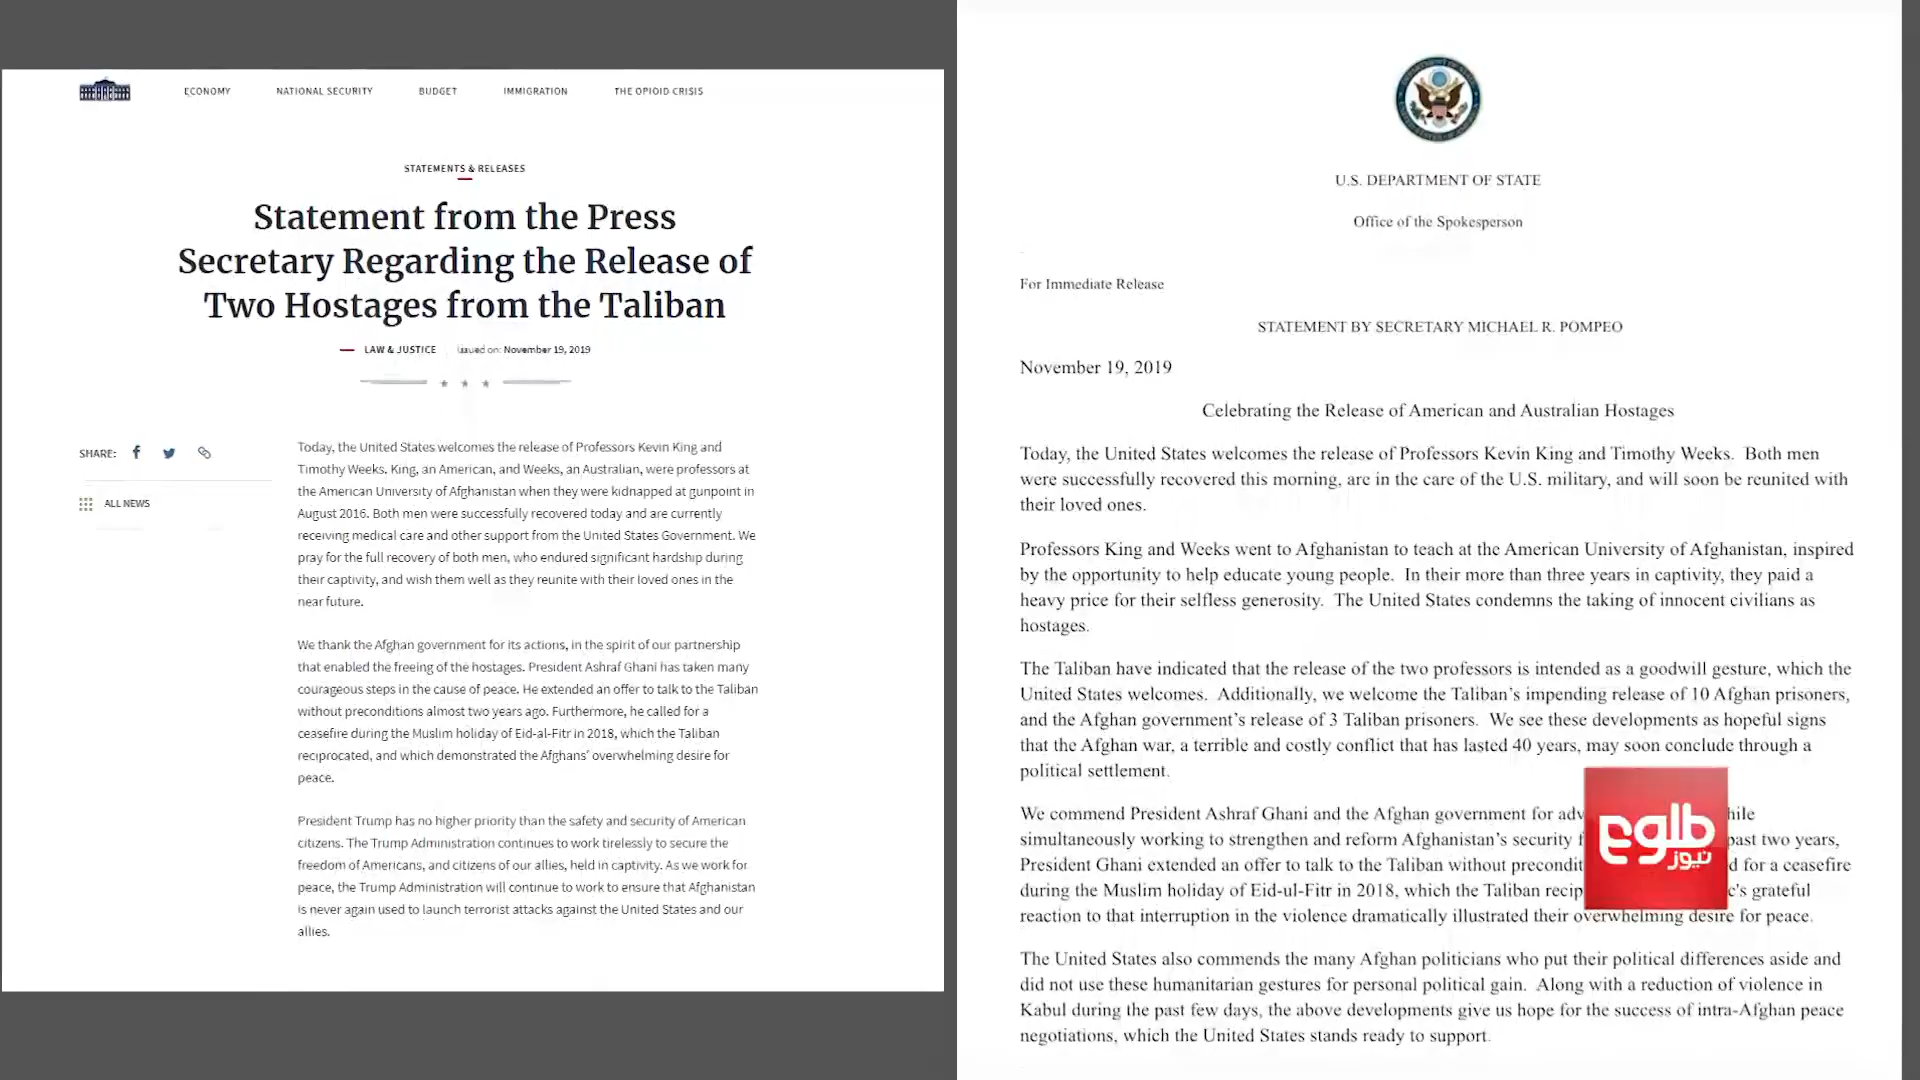 ECONOMY NATIONAL SECURITY BUDGET IMMIGRATION THE OPIOID CRISIS
STATEMENTS & RELEASES
Statement from the Press
Secretary Regarding the Release of
Two Hostages from the Taliban
LAW & JUSTICE Issued on: November 19, 2019
SHARE:
ALL NEWS
Today, the United States welcomes the release of Professors Kevin King and
Timothy Weeks. King, an American, and Weeks, an Australian, were professors at
the American University of Afghanistan when they were kidnapped at gunpoint in
August 2016. Both men were successfully recovered today and are currently
receiving medical care and other support from the United States Government. We
pray for the full recovery of both men, who endured significant hardship during
their captivity, and wish them well as they reunite with their loved ones in the
near future.
We thank the Afghan government for its actions, in the spirit of our partnership
that enabled the freeing of the hostages. President Ashraf Ghani has taken many
courageous steps in the cause of peace. He extended an offer to talk to the Taliban
without preconditions almost two years ago. Furthermore, he called for a
ceasefire during the Muslim holiday of Eid-al-Fitr in 2018, which the Taliban
reciprocated, and which demonstrated the Afghans' overwhelming desire for
peace.
President Trump has no higher priority than the safety and security of American
citizens. The Trump Administration continues to work tirelessly to secure the
freedom of Americans, and citizens of our allies, held in captivity. As we work for
peace, the Trump Administration will continue to work to ensure that Afghanistan
is never again used to launch terrorist attacks against the United States and our
allies.
U.S. DEPARTMENT OF STATE
Office of the Spokesperson
For Immediate Release
STATEMENT BY SECRETARY MICHAEL R. POMPEO
November 19, 2019
Celebrating the Release of American and Australian Hostages
Today, the United States welcomes the release of Professors Kevin King and Timothy Weeks. Both men
were successfully recovered this morning, are in the care of the U.S. military, and will soon be reunited with
their loved ones.
Professors King and Weeks went to Afghanistan to teach at the American University of Afghanistan, inspired
by the opportunity to help educate young people. In their more than three years in captivity, they paid a
heavy price for their selfless generosity. The United States condemns the taking of innocent civilians as
hostages.
The Taliban have indicated that the release of the two professors is intended as a goodwill gesture, which the
United States welcomes. Additionally, we welcome the Taliban's impending release of 10 Afghan prisoners,
and the Afghan government's release of 3 Taliban prisoners. We see these developments as hopeful signs
that the Afghan war, a terrible and costly conflict that has lasted 40 years, may soon conclude through a
political settlement.
We commend President Ashraf Ghani and the Afghan government for
simultaneously working to strengthen and reform Afghanistan's security past two years,
President Ghani extended an offer to talk to the Taliban without for a ceasefire
during the Muslim holiday of Eid-ul-Fitr in 2018, which the Taliban grateful
reaction to that interruption in the violence dramatically illustrated their overwhelming desire for peace.
The United States also commends the many Afghan politicians who put their political differences aside and
did not use these humanitarian gestures for personal political gain. Along with a reduction of violence in
Kabul during the past few days, the above developments give us hope for the success of intra-Afghan peace
negotiations, which the United States stands ready to support.
طلوع
نیوز